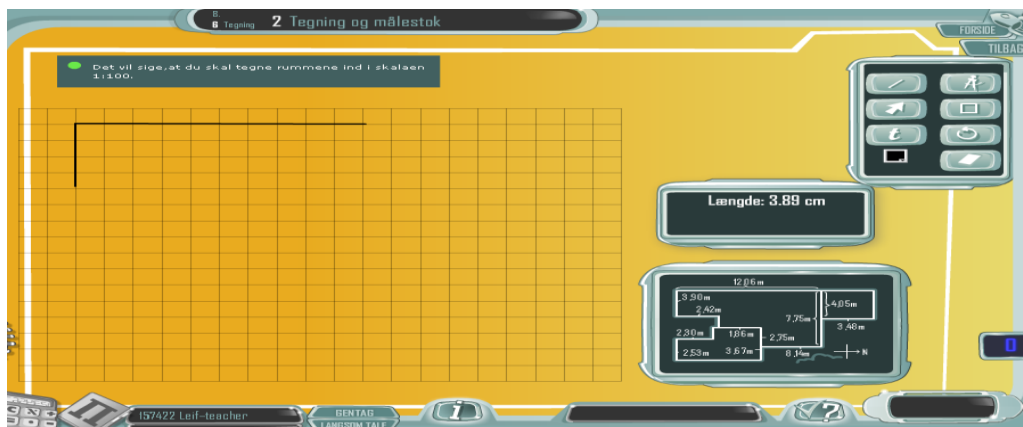 8.
6 Tegning 2 Tegning og målestok
FORSIDE
TILBAG
Det vil sige,at du skal tegne rummene ind i skalaen
1:100.
t
Længde: 3.89 cm
12,06m
3,90m
4,05m
2,42m
7,75m
3,48m
2,30m
1,86m
2,75m
2,53m
3,67m
8,14m
N
0
157422 Leif-teacher
GENTAG
LANGSOM TALE
i
?